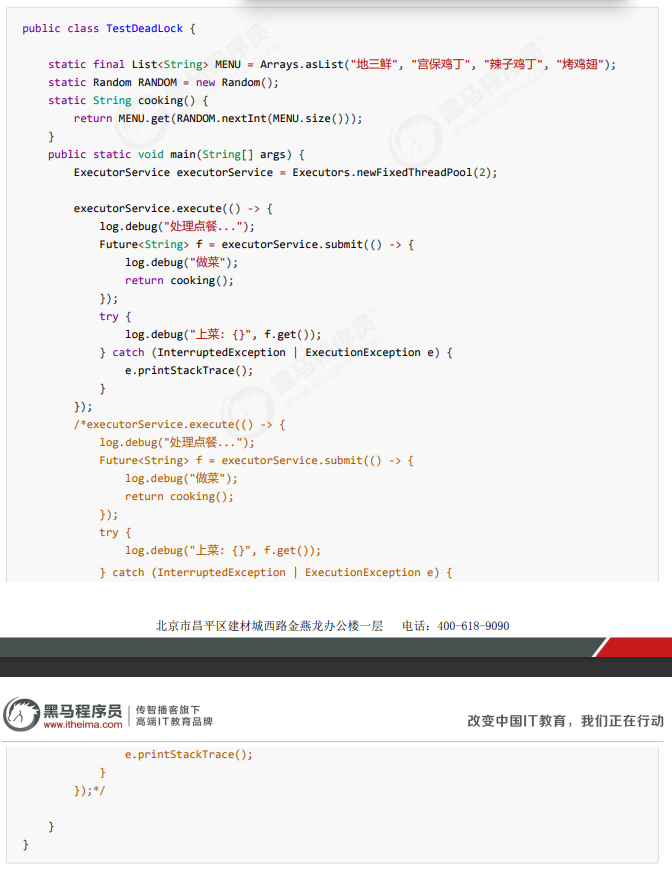 public class TestDeadLock {
    static final List<String> MENU = Arrays.asList("地三鲜", "宫保鸡丁", "辣子鸡丁", "烤鸡翅");
    static Random RANDOM = new Random();
    static String cooking() {
        return MENU.get(RANDOM.nextInt(MENU.size()));
    }
    public static void main(String[] args) {
        ExecutorService executorService = Executors.newFixedThreadPool(2);
        executorService.execute(() -> {
            log.debug("处理点餐...");
            Future<String> f = executorService.submit(() -> {
                log.debug("做菜");
                return cooking();
            });
            try {
                log.debug("上菜: {}", f.get());
            } catch (InterruptedException | ExecutionException e) {
                e.printStackTrace();
            }
        });
        /*executorService.execute(() -> {
            log.debug("处理点餐...");
            Future<String> f = executorService.submit(() -> {
                log.debug("做菜");
                return cooking();
            });
            try {
                log.debug("上菜: {}", f.get());
            } catch (InterruptedException | ExecutionException e) {
北京市昌平区建材城西路金燕龙办公楼一层 电话：400-618-9090
黑马程序员 传智播客旗下
www.itheima.com 高端IT教育品牌
改变中国IT教育，我们正在行动
                e.printStackTrace();
            }
        });*/
    }
}
黑马程序员
www.itheima.com